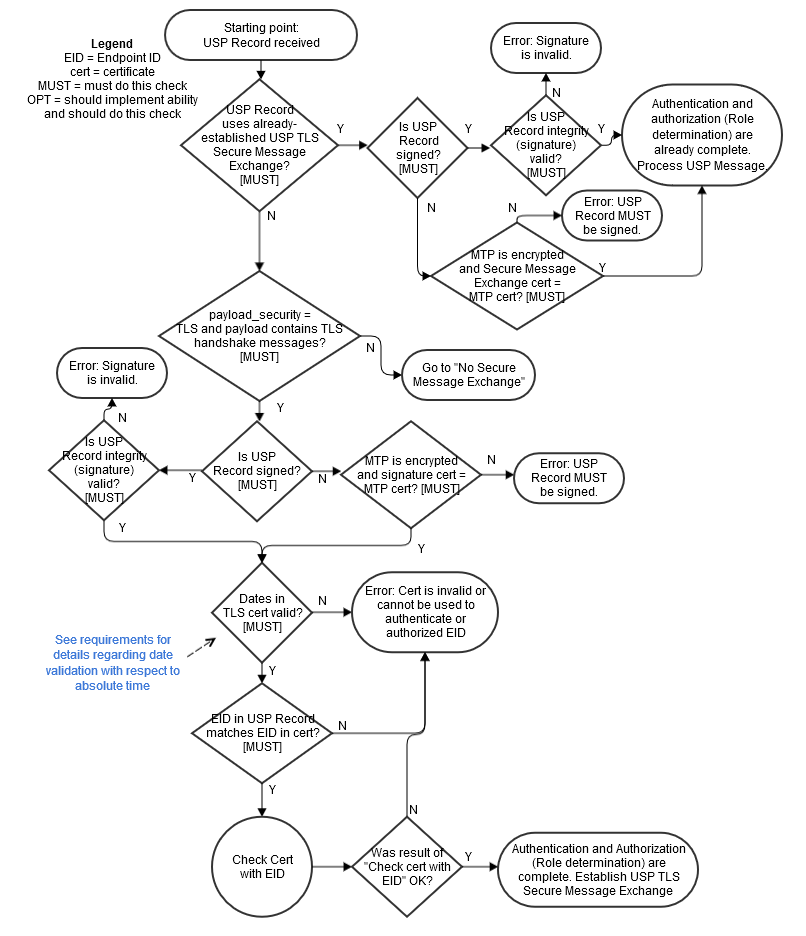 Starting point:
USP Record received
Legend
EID = Endpoint ID
cert = certificate
MUST = must do this check
OPT = should implement ability
and should do this check
Error: Signature
is invalid.
N
USP Record
uses already-
established USP TLS
Secure Message
Exchange?
[MUST]
Y
Is USP
Record
signed?
[MUST]
Y
Is USP
Record integrity
(signature)
valid?
[MUST]
Y
Authentication and
authorization (Role
determination) are
already complete.
Process USP Message.
N
N
N
Error: USP
Record MUST
be signed.
MTP is encrypted
and Secure Message
Exchange cert =
MTP cert? [MUST]
Y
payload_security =
TLS and payload contains TLS
handshake messages?
[MUST]
N
Go to "No Secure
Message Exchange"
Y
Error: Signature
is invalid.
N
Is USP
Record integrity
(signature)
valid?
[MUST]
Y
Is USP
Record signed?
[MUST]
N
MTP is encrypted
and signature cert =
MTP cert? [MUST]
N
Error: USP
Record MUST
be signed.
Y
Y
Dates in
TLS cert valid?
[MUST]
N
Error: Cert is invalid or
cannot be used to
authenticate or
authorized EID
See requirements for
details regarding date
validation with respect to
absolute time
Y
EID in USP Record
matches EID in cert?
[MUST]
N
Y
Check Cert
with EID
N
Was result of
"Check cert with
EID" OK?
Y
Authentication and Authorization
(Role determination) are
complete. Establish USP TLS
Secure Message Exchange